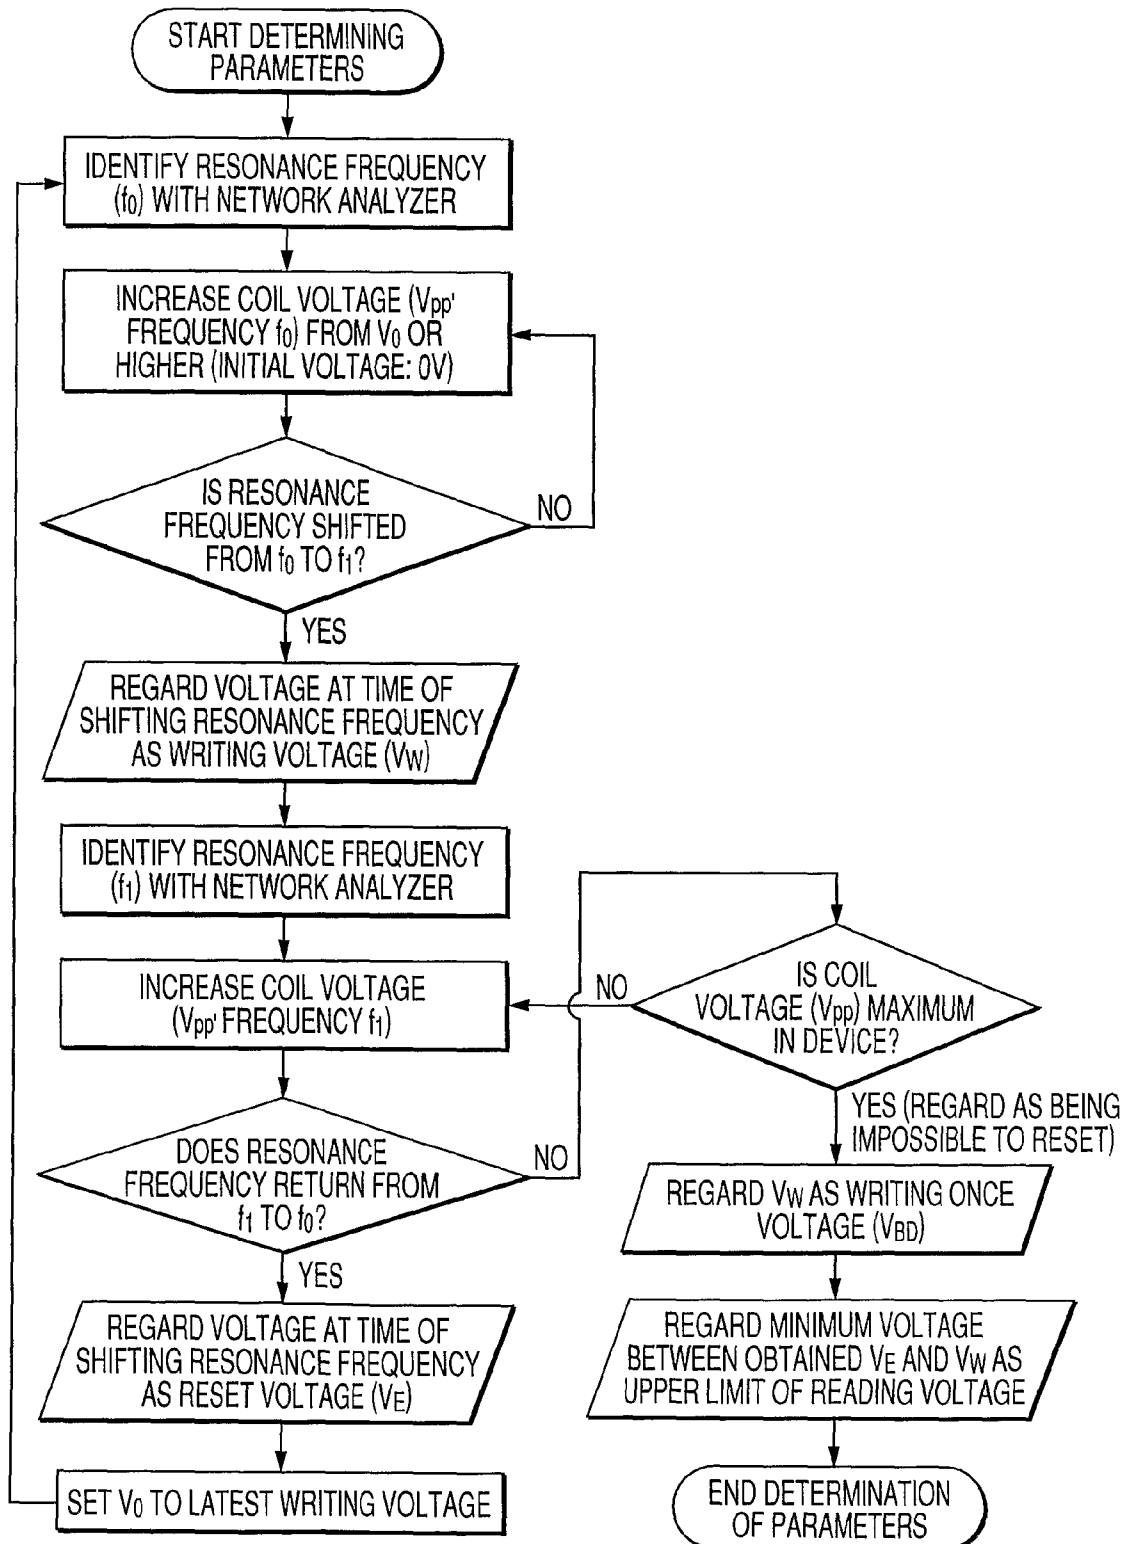 START DETERMINING
PARAMETERS
IDENTIFY RESONANCE FREQUENCY
(f0) WITH NETWORK ANALYZER
INCREASE COIL VOLTAGE (Vpp'
FREQUENCY f0) FROM V0 OR
HIGHER (INITIAL VOLTAGE: 0V)
IS RESONANCE
FREQUENCY SHIFTED
FROM f0 TO f1?
NO
YES
REGARD VOLTAGE AT TIME OF
SHIFTING RESONANCE FREQUENCY
AS WRITING VOLTAGE (VW)
IDENTIFY RESONANCE FREQUENCY
(f1) WITH NETWORK ANALYZER
INCREASE COIL VOLTAGE
(Vpp' FREQUENCY f1)
DOES RESONANCE
FREQUENCY RETURN FROM
f1 TO f0?
NO
YES
REGARD VOLTAGE AT TIME OF
SHIFTING RESONANCE FREQUENCY
AS RESET VOLTAGE (VE)
SET V0 TO LATEST WRITING VOLTAGE
IS COIL
VOLTAGE (Vpp) MAXIMUM
IN DEVICE?
NO
YES (REGARD AS BEING
IMPOSSIBLE TO RESET)
REGARD VW AS WRITING ONCE
VOLTAGE (VBD)
REGARD MINIMUM VOLTAGE
BETWEEN OBTAINED VE AND VW AS
UPPER LIMIT OF READING VOLTAGE
END DETERMINATION
OF PARAMETERS